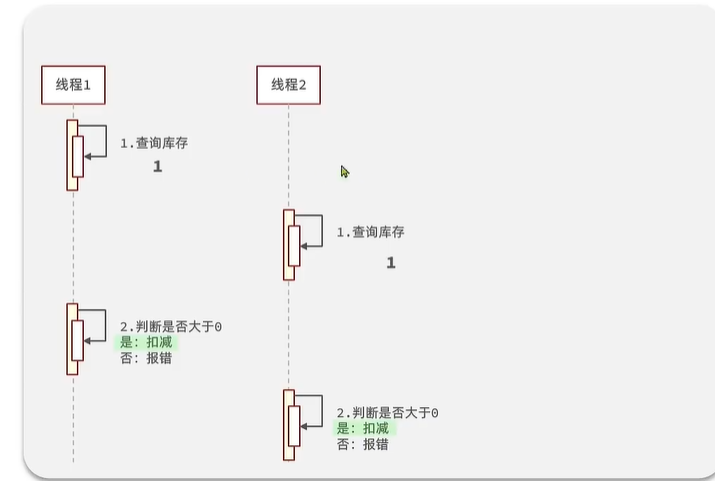 线程1
线程2
1.查询库存
1
1.查询库存
1
2.判断是否大于0
是: 扣减
否: 报错
2.判断是否大于0
是: 扣减
否: 报错